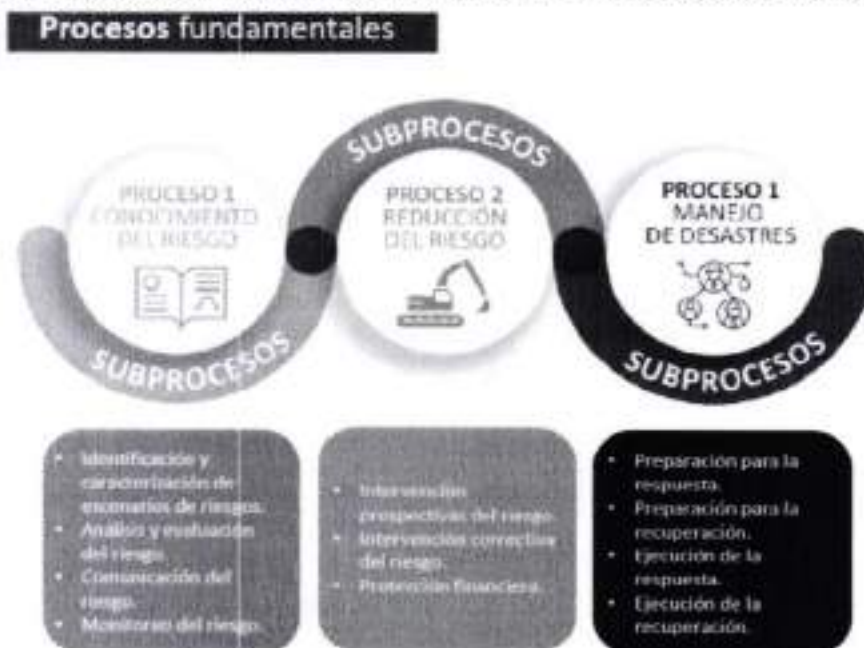 Procesos fundamentales
PROCESO 1
CONOCIMIENTO
DEL RIESGO
SUBPROCESOS
PROCESO 2
REDUCCIÓN
DEL RIESGO
SUBPROCESOS
PROCESO 1
MANEJO
DE DESASTRES
SUBPROCESOS
• Identificación y
caracterización de
escenarios de riesgos.
• Análisis y evaluación
del riesgo.
• Comunicación del
riesgo.
• Monitoreo del riesgo.
• Intervención
prospectivas del riesgo.
• Intervención correctiva
del riesgo.
• Protección financiera.
• Preparación para la
respuesta.
• Preparación para la
recuperación.
• Ejecución de la
respuesta.
• Ejecución de la
recuperación.